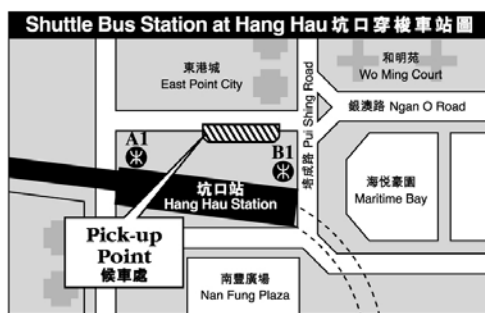 Shuttle Bus Station at Hang Hau 坑口穿梭車站圖
東港城
East Point City
和明苑
Wo Ming Court
培成路 Pui Shing Road
銀澳路 Ngan O Road
A1
B1
坑口站
Hang Hau Station
海悅豪園
Maritime Bay
Pick-up
Point
候車處
南豐廣場
Nan Fung Plaza